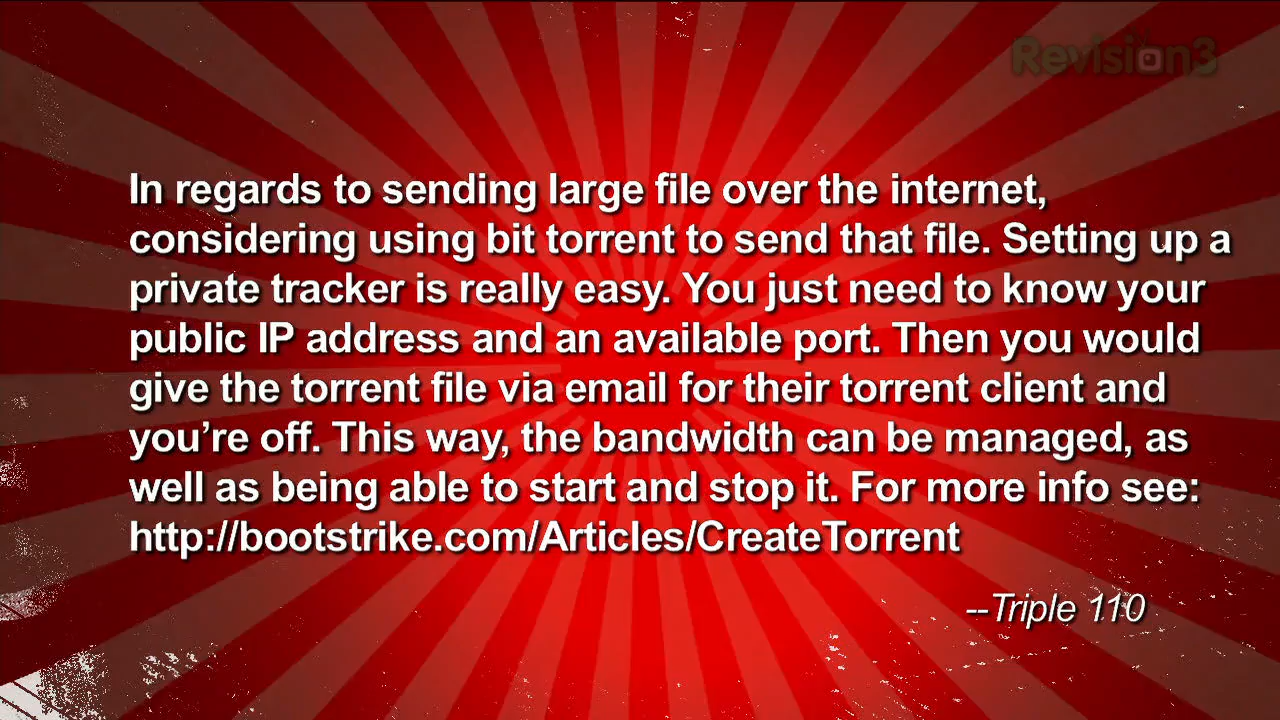 Revision3
In regards to sending large file over the internet,
considering using bit torrent to send that file. Setting up a
private tracker is really easy. You just need to know your
public IP address and an available port. Then you would
give the torrent file via email for their torrent client and
you’re off. This way, the bandwidth can be managed, as
well as being able to start and stop it. For more info see:
http://bootstrike.com/Articles/CreateTorrent
--Triple 110